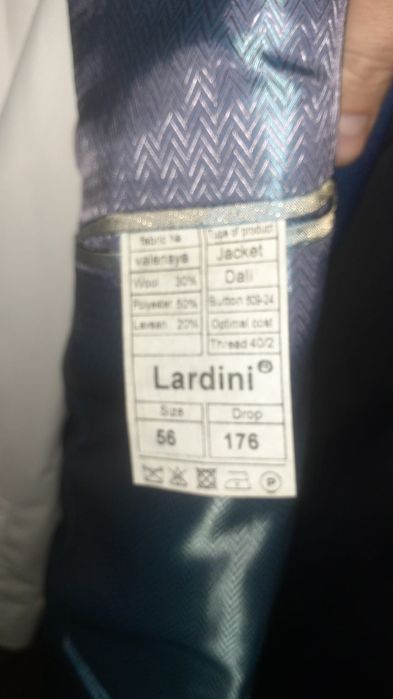 fabric № Type of product
valensya Jacket
Wool 30% Dali
Polyester 50% Button 509-24
Lavsan 20% Optimal cost
Thread 40/2
Lardini®
Size Drop
56 176
P